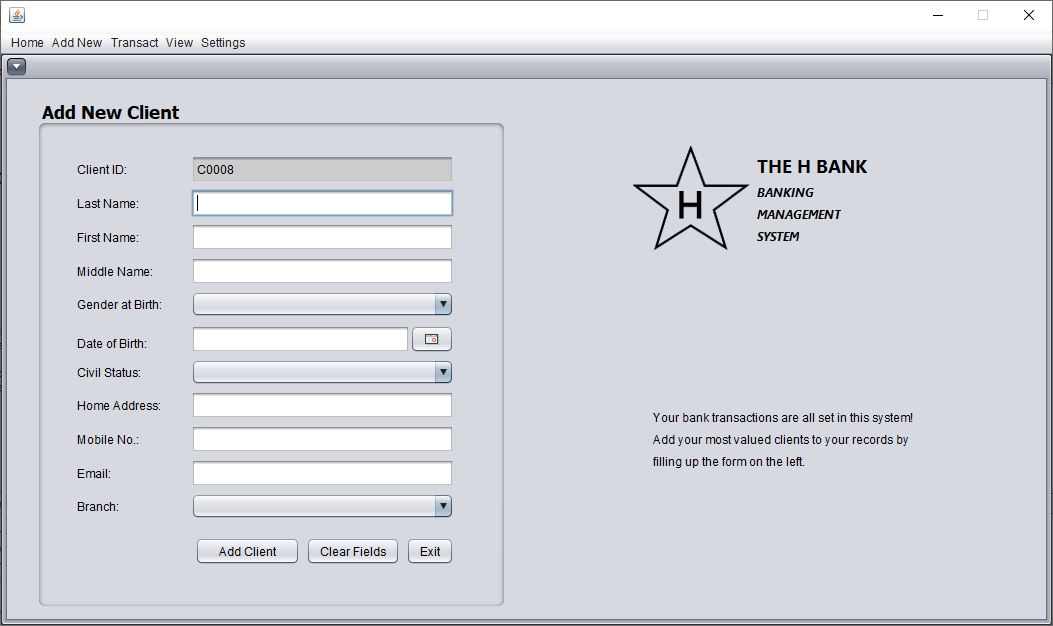 Home Add New Transact View Settings
Add New Client
Client ID: C0008
Last Name:
First Name:
Middle Name:
Gender at Birth:
Date of Birth:
Civil Status:
Home Address:
Mobile No.:
Email:
Branch:
Add Client Clear Fields Exit
H
THE H BANK
BANKING
MANAGEMENT
SYSTEM
Your bank transactions are all set in this system!
Add your most valued clients to your records by
filling up the form on the left.